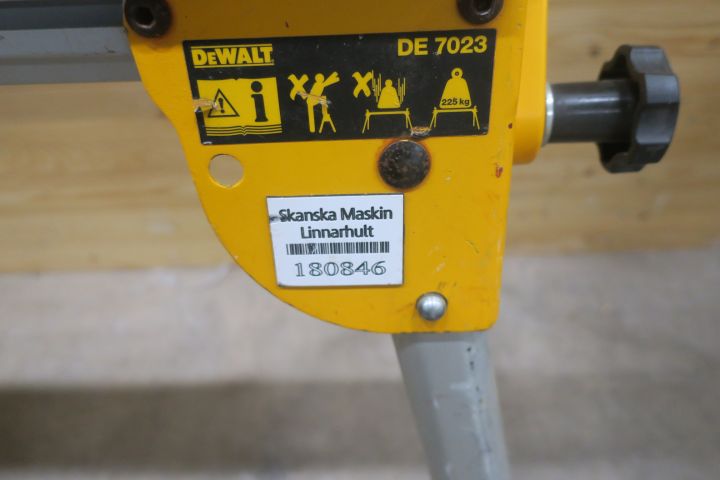 DEWALT DE 7023
225 kg
Skanska Maskin
Linnarhult
180846